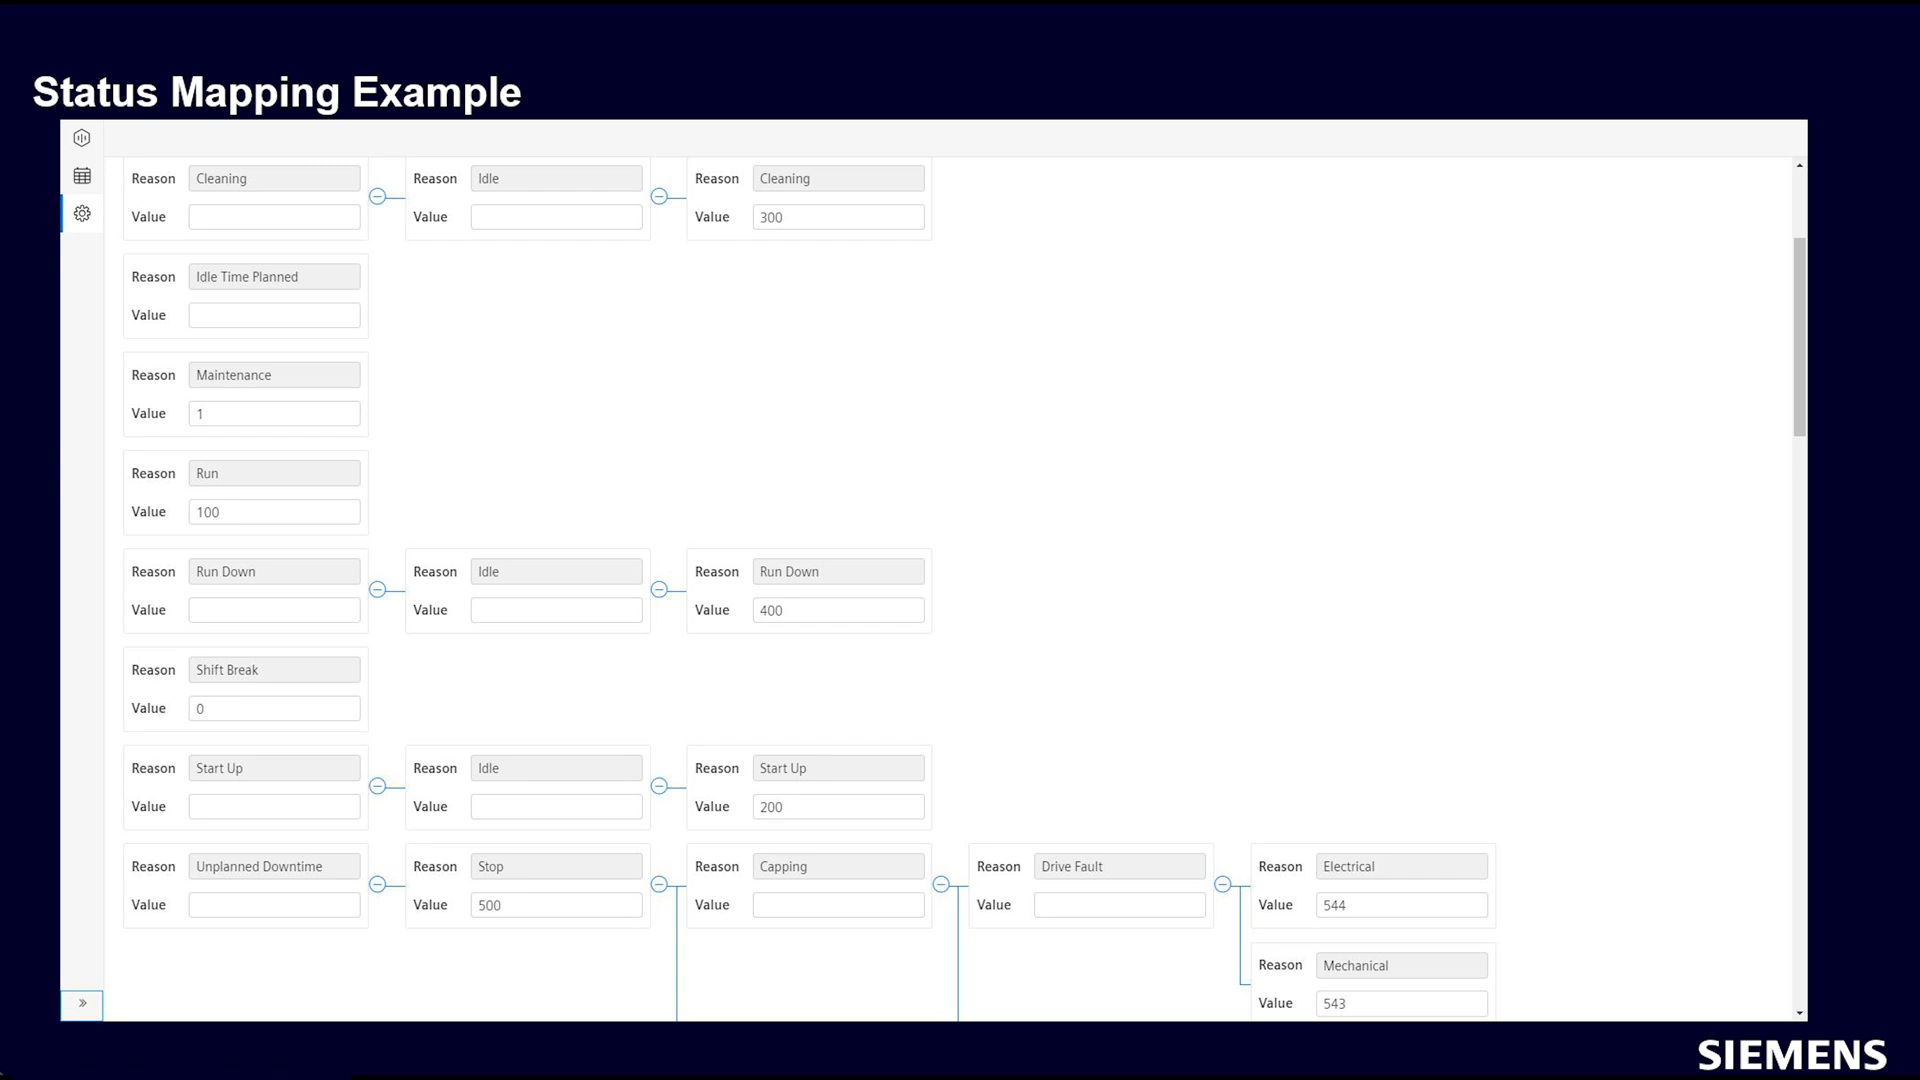 Status Mapping Example
Reason Cleaning Reason Idle Reason Cleaning
Value Value Value 300
Reason Idle Time Planned
Value
Reason Maintenance
Value 1
Reason Run
Value 100
Reason Run Down Reason Idle Reason Run Down
Value Value Value 400
Reason Shift Break
Value 0
Reason Start Up Reason Idle Reason Start Up
Value Value Value 200
Reason Unplanned Downtime Reason Stop Reason Capping Reason Drive Fault Reason Electrical
Value Value 500 Value Value Value 544
Reason Mechanical
Value 543
SIEMENS